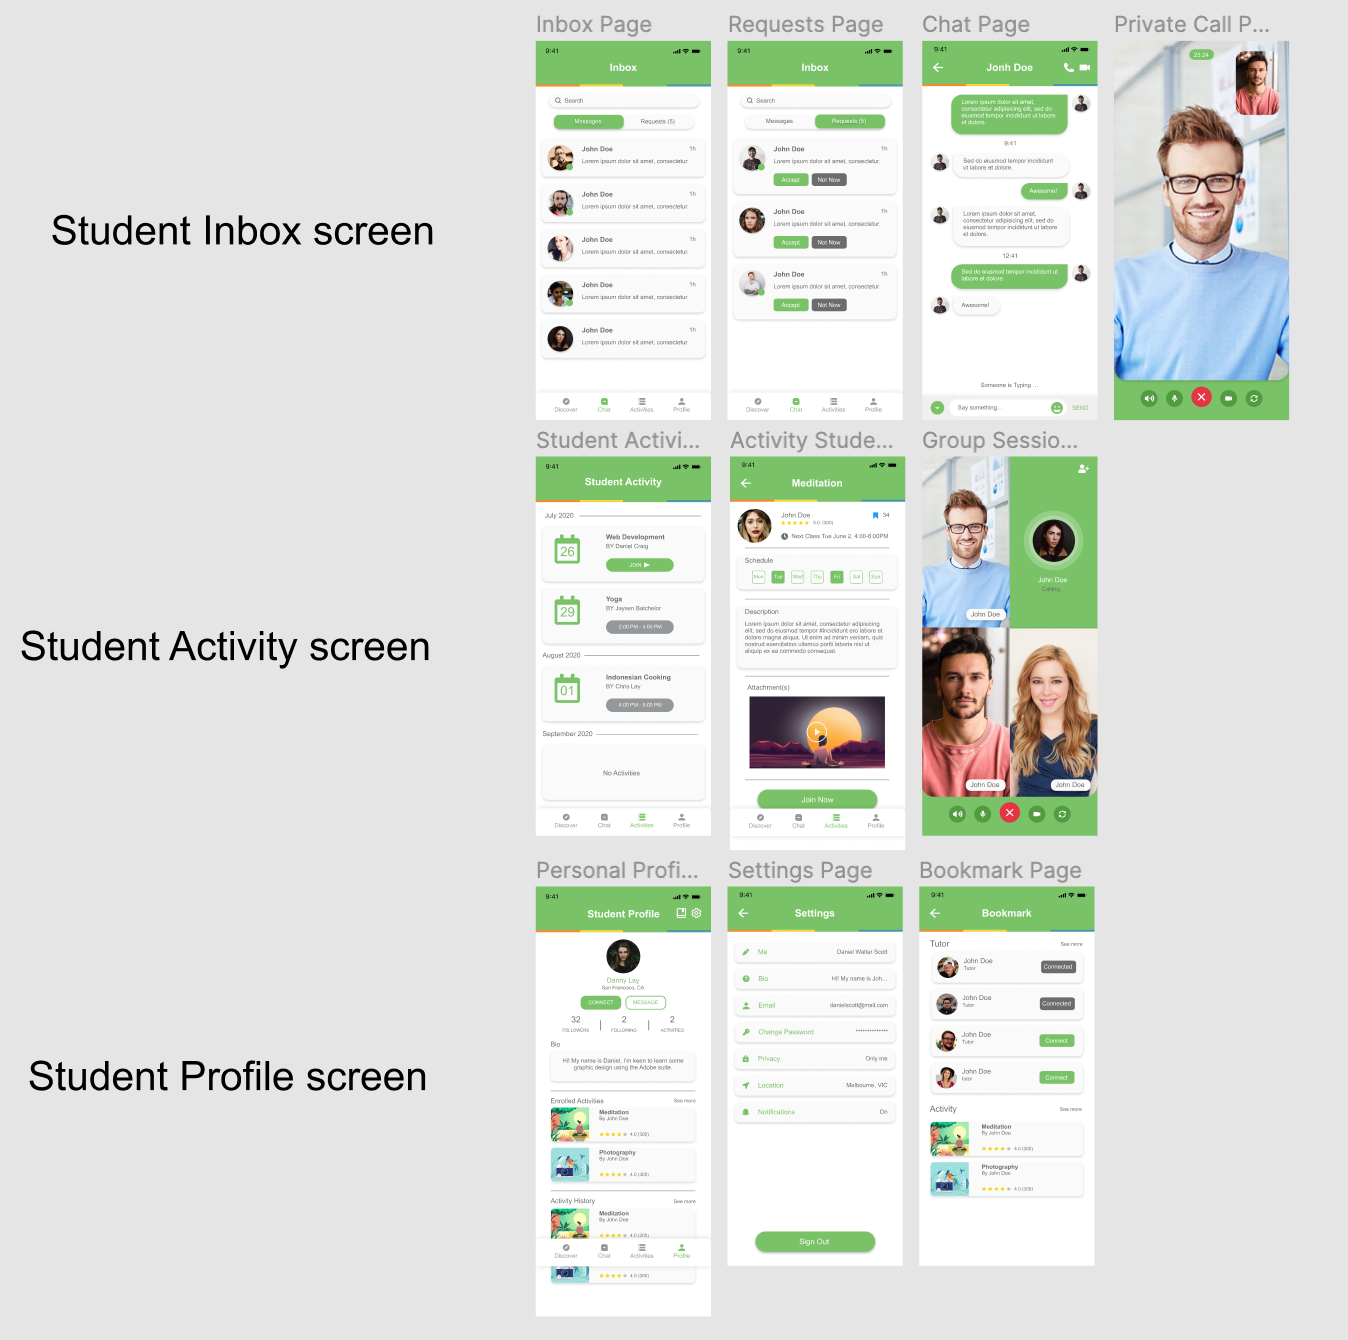 Inbox Page
Requests Page
Chat Page
Private Call P...
Student Inbox screen
9:41
Inbox
Search
Messages
Requests (5)
John Doe
1h
Lorem ipsum dolor sit amet, consectetur.
John Doe
1h
Lorem ipsum dolor sit amet, consectetur.
John Doe
1h
Lorem ipsum dolor sit amet, consectetur.
John Doe
1h
Lorem ipsum dolor sit amet, consectetur.
John Doe
1h
Lorem ipsum dolor sit amet, consectetur.
Discover
Chat
Activities
Profile
9:41
Inbox
Search
Messages
Requests (5)
John Doe
1h
Lorem ipsum dolor sit amet, consectetur.
Accept
Not Now
John Doe
1h
Lorem ipsum dolor sit amet, consectetur.
Accept
Not Now
John Doe
1h
Lorem ipsum dolor sit amet, consectetur.
Accept
Not Now
Discover
Chat
Activities
Profile
9:41
Jonh Doe
Lorem ipsum dolor sit amet,
consectetur adipisicing elit, sed do
eiusmod tempor incididunt ut labore
et dolore.
9:41
Sed do eiusmod tempor incididunt
ut labore et dolore.
Awesome!
Lorem ipsum dolor sit amet,
consectetur adipisicing elit, sed do
eiusmod tempor incididunt ut labore
et dolore.
12:41
Sed do eiusmod tempor incididunt ut
labore et dolore.
Awesome!
Someone is Typing ...
Say something...
SEND
23:24
Student Activi...
Activity Stude...
Group Sessio...
Student Activity screen
9:41
Student Activity
July 2020
26
Web Development
BY Daniel Craig
JOIN
29
Yoga
BY Jaysen Batchelor
2.00 PM - 4.00 PM
August 2020
01
Indonesian Cooking
BY Chris Lay
4.00 PM - 6.00 PM
September 2020
No Activities
Discover
Chat
Activities
Profile
9:41
Meditation
John Doe
34
5.0 (300)
Next Class Tue June 2, 4:00-6:00PM
Schedule
Mon
Tue
Wed
Thu
Fri
Sat
Sun
Description
Lorem ipsum dolor sit amet, consectetur adipisicing
elit, sed do eiusmod tempor #incididunt ero labore et
dolore magna aliqua. Ut enim ad minim veniam, quis
nostrud exercitation ullamco poriti laboris nisi ut
aliquip ex ea commodo consequat.
Attachment(s)
Join Now
Discover
Chat
Activities
Profile
John Doe
Calling...
John Doe
John Doe
John Doe
Personal Profi...
Settings Page
Bookmark Page
Student Profile screen
9:41
Student Profile
Danny Lay
San Francisco, CA
CONNECT
MESSAGE
32
2
2
FOLLOWERS
FOLLOWING
ACTIVITIES
Bio
Hi! My name is Daniel, I'm keen to learn some
graphic design using the Adobe suite.
Enrolled Activities
See more
Meditation
By John Doe
4.0 (300)
Photography
By John Doe
4.0 (300)
Activity History
See more
Meditation
By John Doe
4.0 (300)
Discover
Chat
Activities
Profile
4.0 (300)
9:41
Settings
Me
Daniel Walter Scott
Bio
Hi! My name is Joh...
Email
danielscott@mail.com
Change Password
**************
Privacy
Only me
Location
Melbourne, VIC
Notifications
On
Sign Out
9:41
Bookmark
Tutor
See more
John Doe
Tutor
Connected
John Doe
Tutor
Connected
John Doe
Tutor
Connect
John Doe
tutor
Connect
Activity
See more
Meditation
By John Doe
4.0 (300)
Photography
By John Doe
4.0 (300)